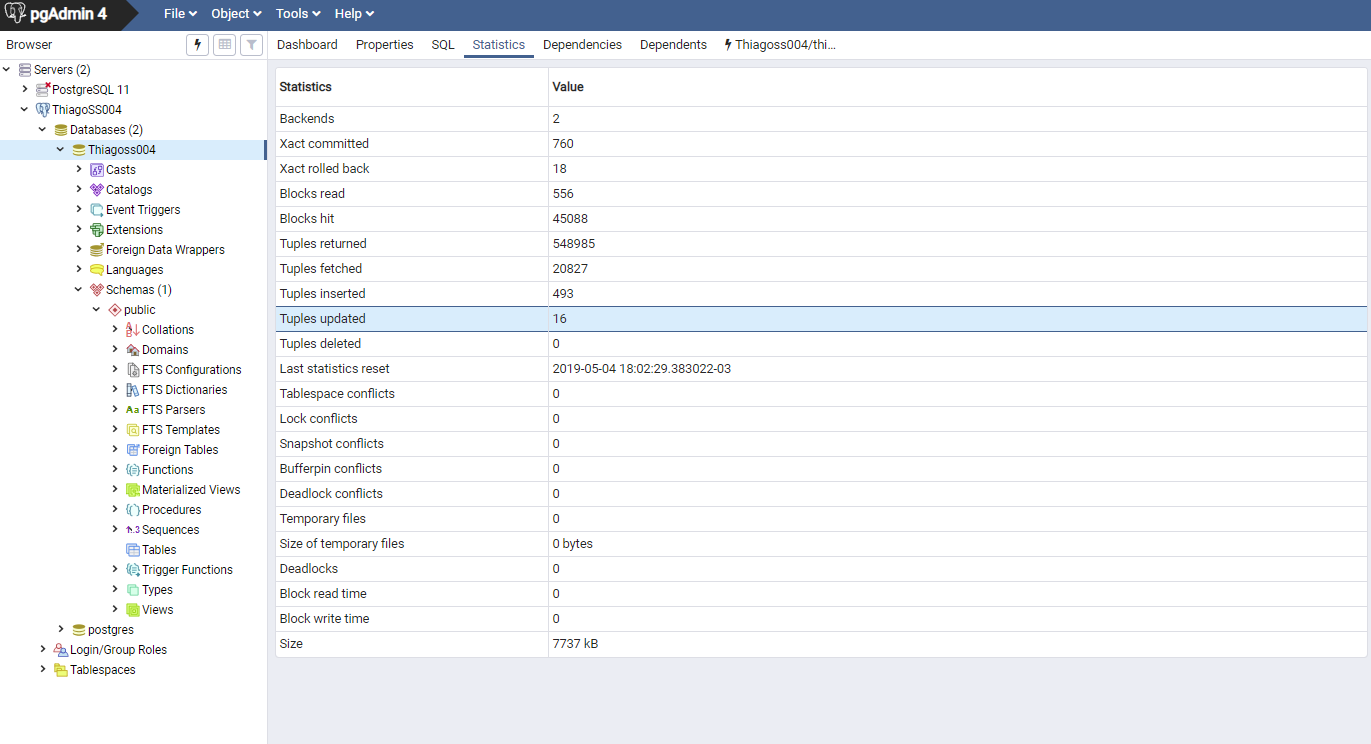 pgAdmin 4
File Object Tools Help
Browser
Dashboard Properties SQL Statistics Dependencies Dependents Thiagoss004/thi...
Servers (2)
PostgreSQL 11
ThiagoSS004
Databases (2)
Thiagoss004
Casts
Catalogs
Event Triggers
Extensions
Foreign Data Wrappers
Languages
Schemas (1)
public
Collations
Domains
FTS Configurations
FTS Dictionaries
Aa FTS Parsers
FTS Templates
Foreign Tables
Functions
Materialized Views
Procedures
1..3 Sequences
Tables
Trigger Functions
Types
Views
postgres
Login/Group Roles
Tablespaces
Statistics Value
Backends 2
Xact committed 760
Xact rolled back 18
Blocks read 556
Blocks hit 45088
Tuples returned 548985
Tuples fetched 20827
Tuples inserted 493
Tuples updated 16
Tuples deleted 0
Last statistics reset 2019-05-04 18:02:29.383022-03
Tablespace conflicts 0
Lock conflicts 0
Snapshot conflicts 0
Bufferpin conflicts 0
Deadlock conflicts 0
Temporary files 0
Size of temporary files 0 bytes
Deadlocks 0
Block read time 0
Block write time 0
Size 7737 kB